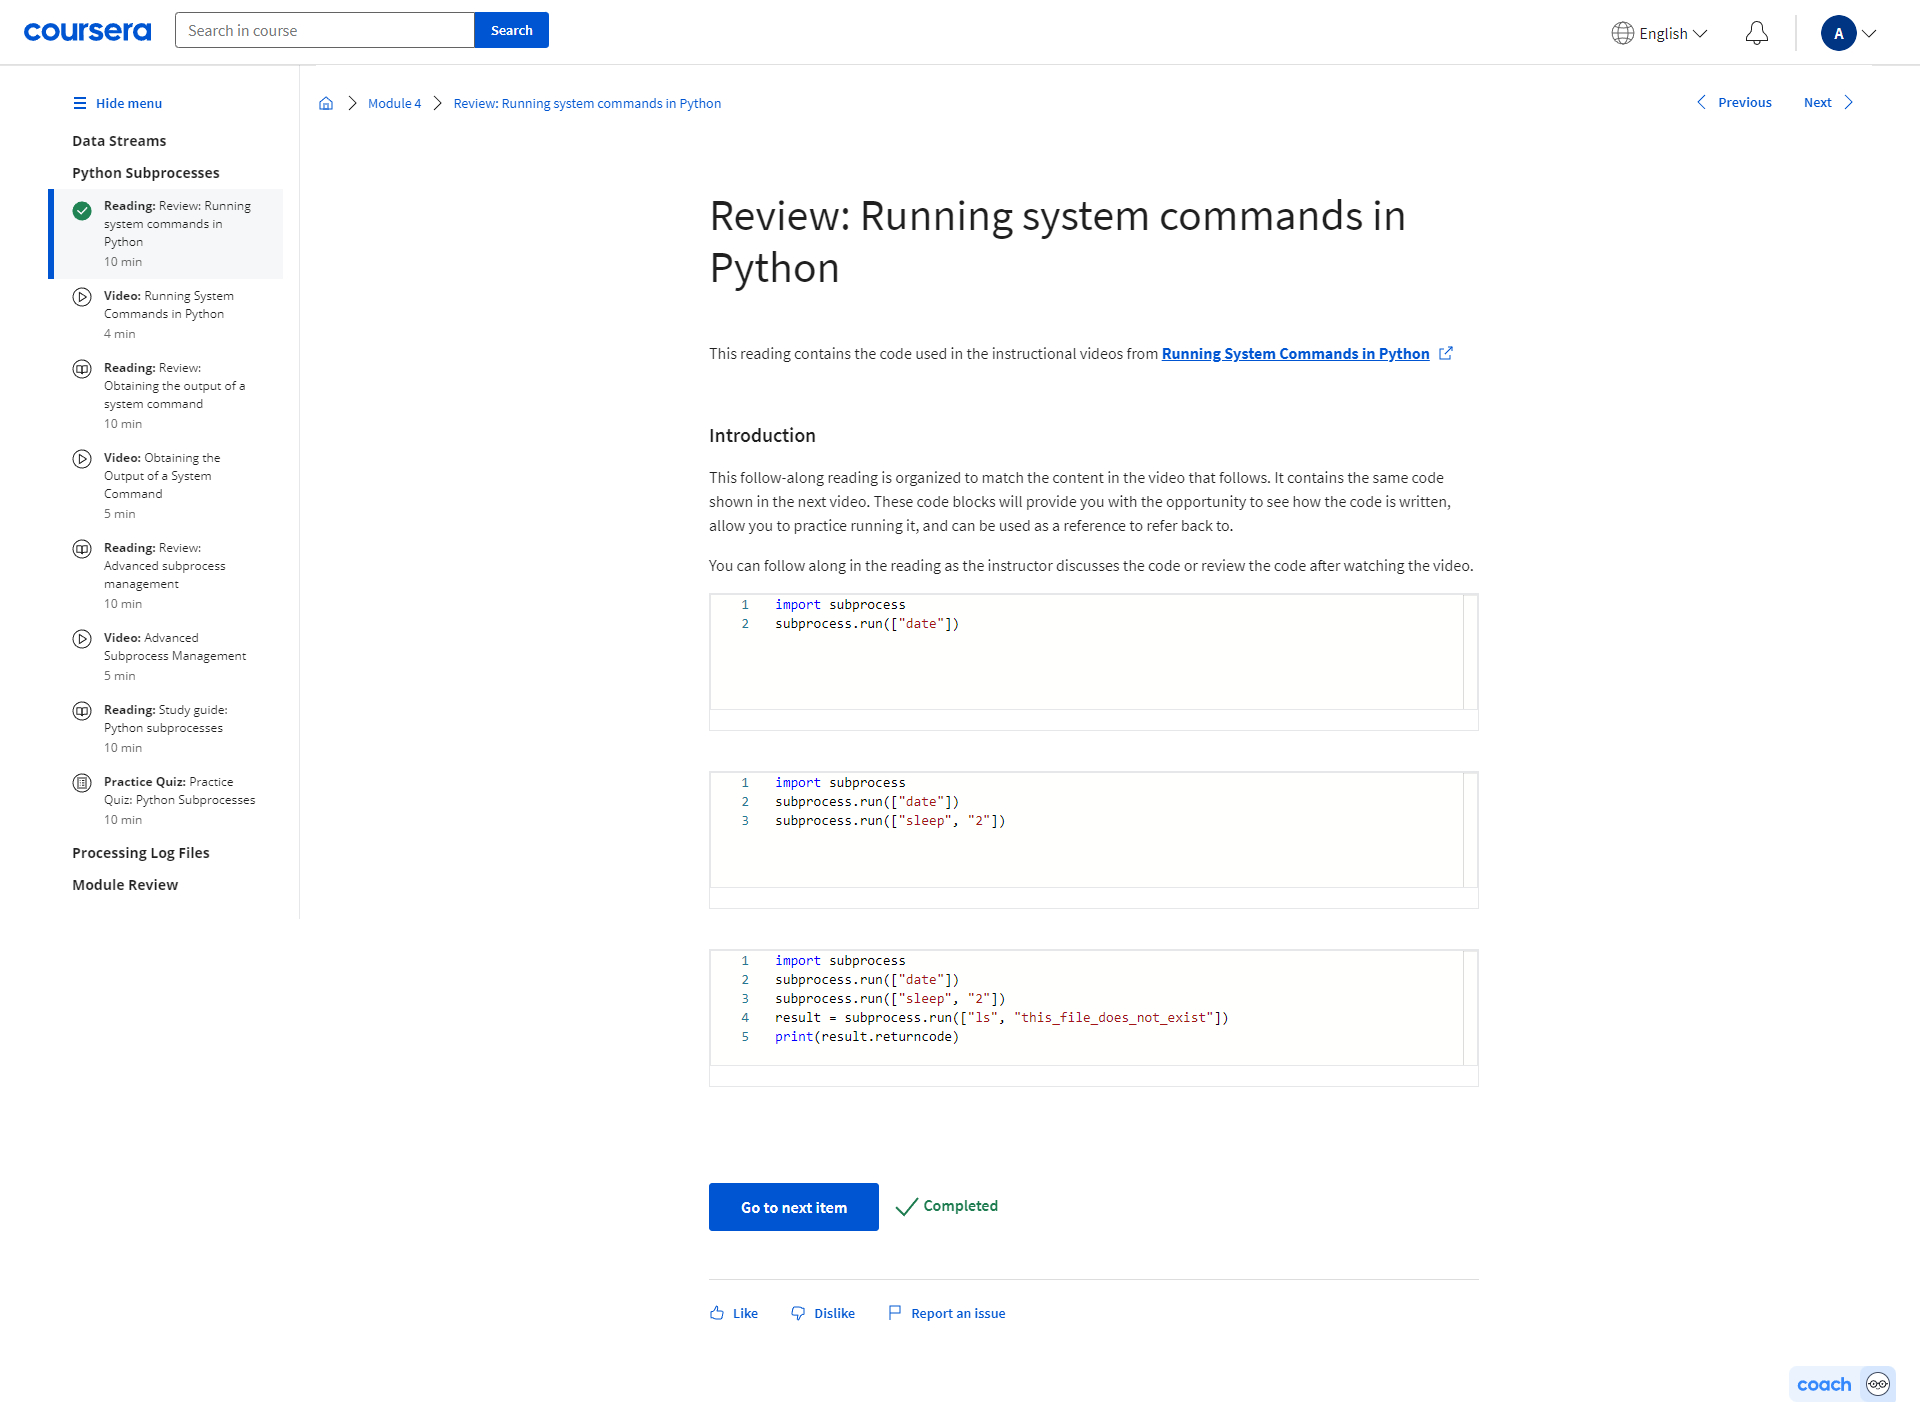 coursera
Search in course
Search
English
A
Hide menu
Data Streams
Python Subprocesses
Reading: Review: Running
system commands in
Python
10 min
Video: Running System
Commands in Python
4 min
Reading: Review:
Obtaining the output of a
system command
10 min
Video: Obtaining the
Output of a System
Command
5 min
Reading: Review:
Advanced subprocess
management
10 min
Video: Advanced
Subprocess Management
5 min
Reading: Study guide:
Python subprocesses
10 min
Practice Quiz: Practice
Quiz: Python Subprocesses
10 min
Processing Log Files
Module Review
Module 4
Review: Running system commands in Python
Previous
Next
Review: Running system commands in
Python
This reading contains the code used in the instructional videos from Running System Commands in Python
Introduction
This follow-along reading is organized to match the content in the video that follows. It contains the same code
shown in the next video. These code blocks will provide you with the opportunity to see how the code is written,
allow you to practice running it, and can be used as a reference to refer back to.
You can follow along in the reading as the instructor discusses the code or review the code after watching the video.
1 import subprocess
2 subprocess.run(["date"])
1 import subprocess
2 subprocess.run(["date"])
3 subprocess.run(["sleep", "2"])
1 import subprocess
2 subprocess.run(["date"])
3 subprocess.run(["sleep", "2"])
4 result = subprocess.run(["ls", "this_file_does_not_exist"])
5 print(result.returncode)
Go to next item
Completed
Like
Dislike
Report an issue
coach